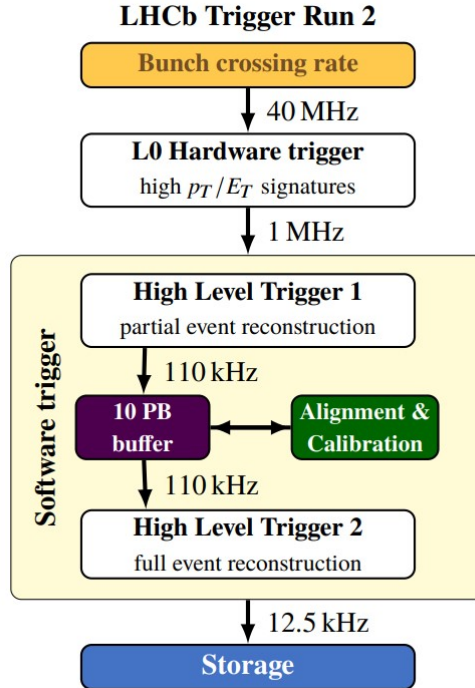 LHCb Trigger Run 2
Bunch crossing rate
40 MHz
L0 Hardware trigger
high p_T/E_T signatures
1 MHz
Software trigger
High Level Trigger 1
partial event reconstruction
110 kHz
10 PB
buffer
Alignment &
Calibration
110 kHz
High Level Trigger 2
full event reconstruction
12.5 kHz
Storage